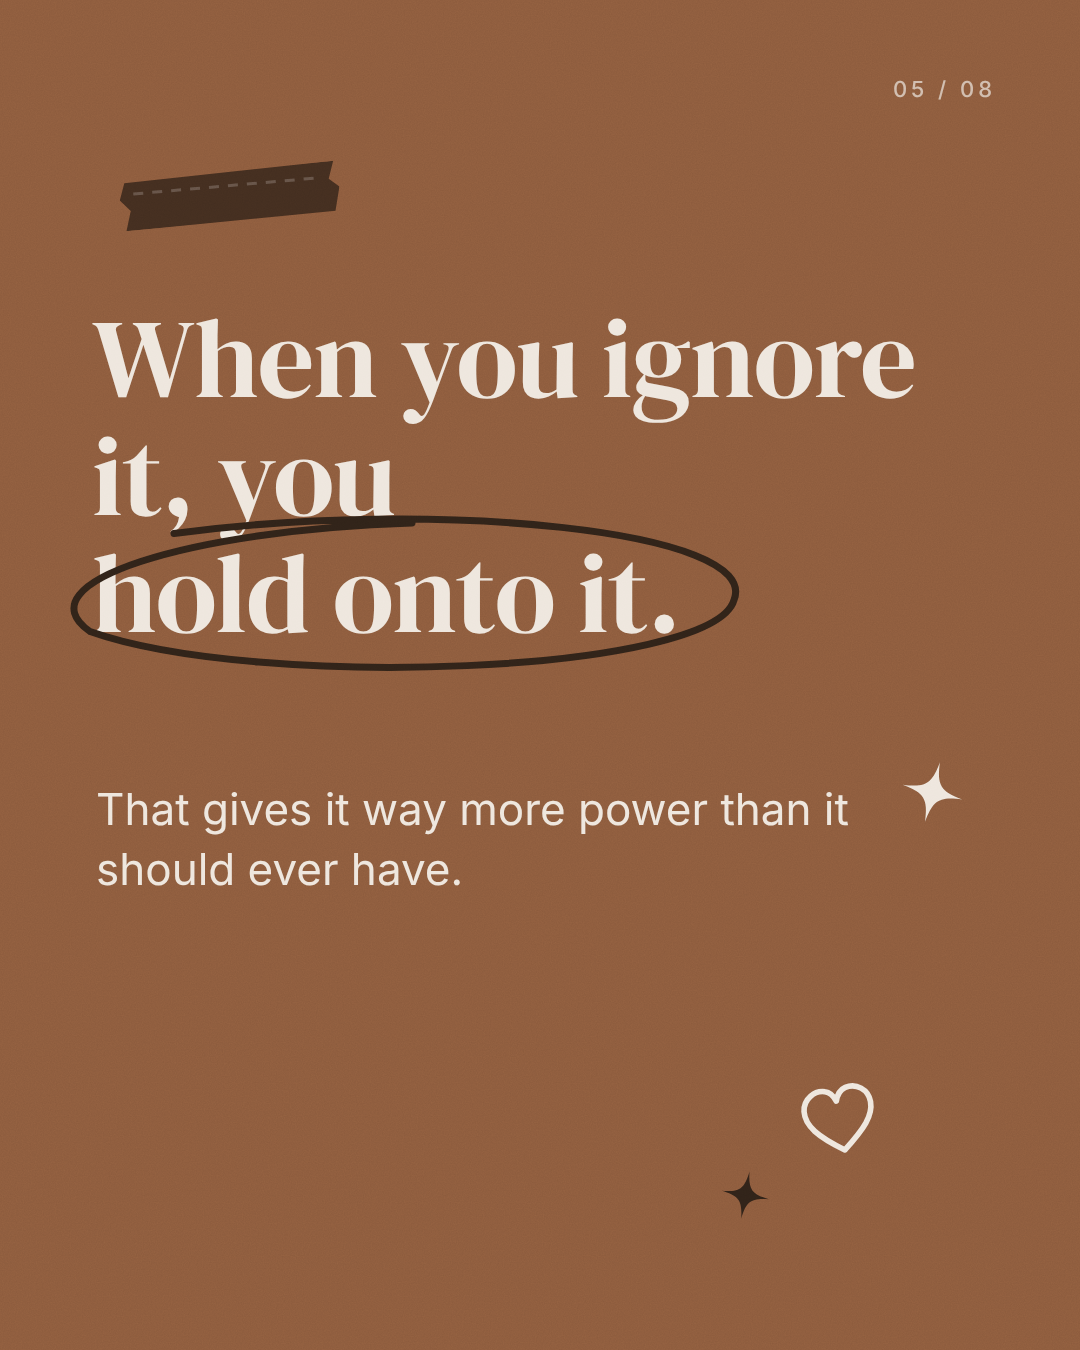 05 / 08
When you ignore
it, you
hold onto it.
That gives it way more power than it
should ever have.